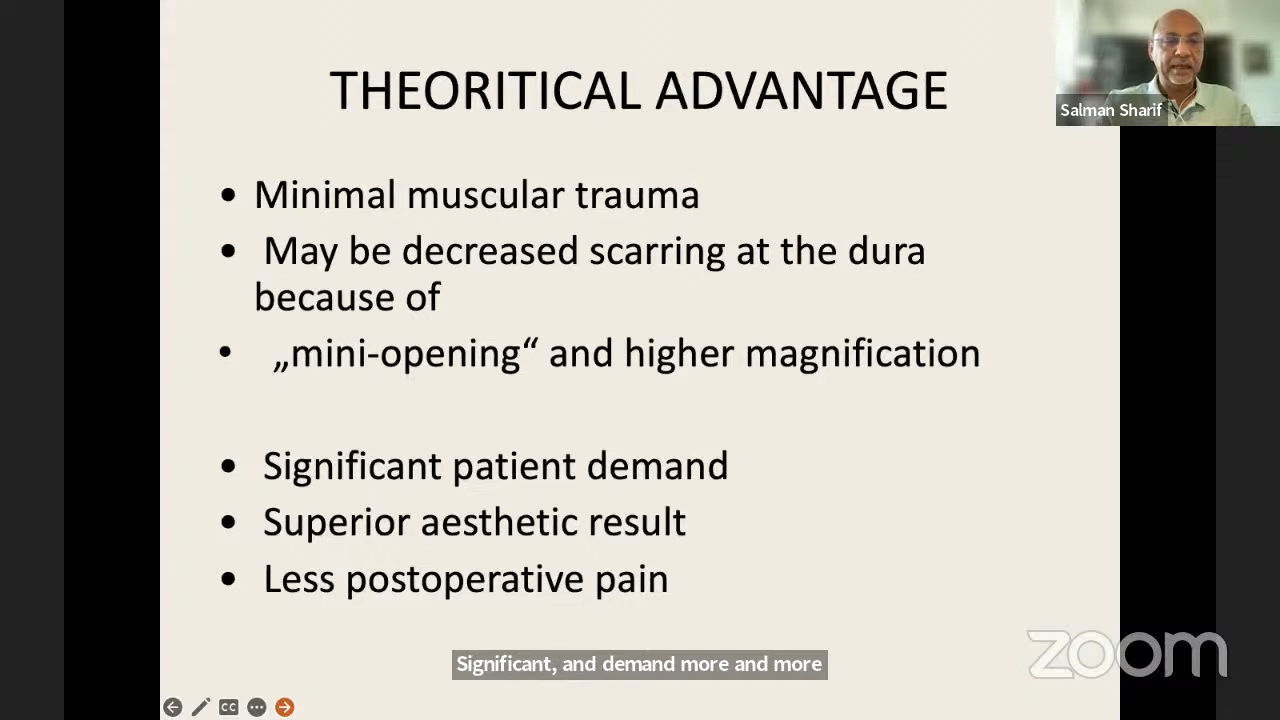 THEORITICAL ADVANTAGE
Salman Sharif
• Minimal muscular trauma
• May be decreased scarring at the dura
because of
• „mini-opening“ and higher magnification
• Significant patient demand
• Superior aesthetic result
• Less postoperative pain
Significant, and demand more and more
zoom
CC